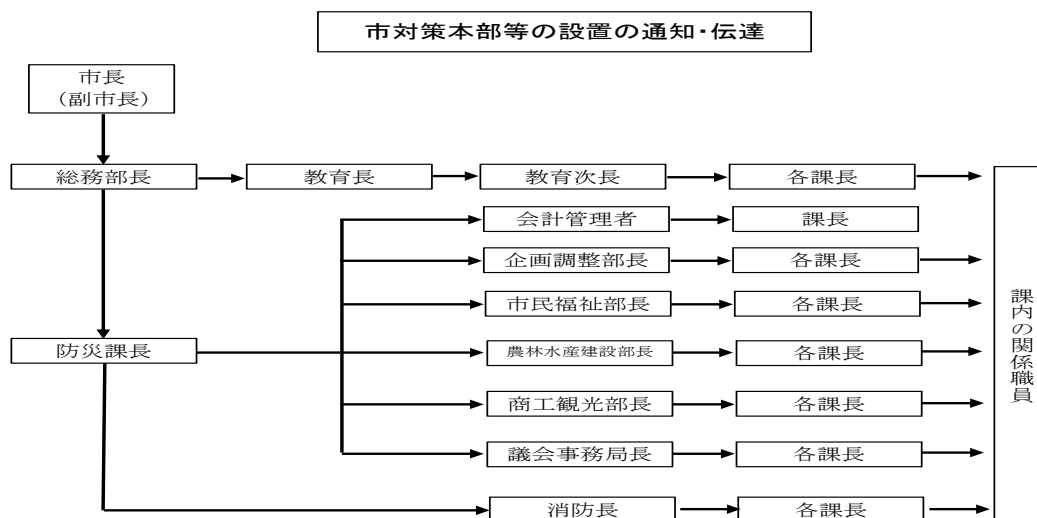 市対策本部等の設置の通知・伝達
市長
(副市長)
総務部長
教育長
教育次長
各課長
会計管理者
課長
企画調整部長
各課長
市民福祉部長
各課長
防災課長
農林水産建設部長
各課長
商工観光部長
各課長
議会事務局長
各課長
消防長
各課長
課内の関係職員